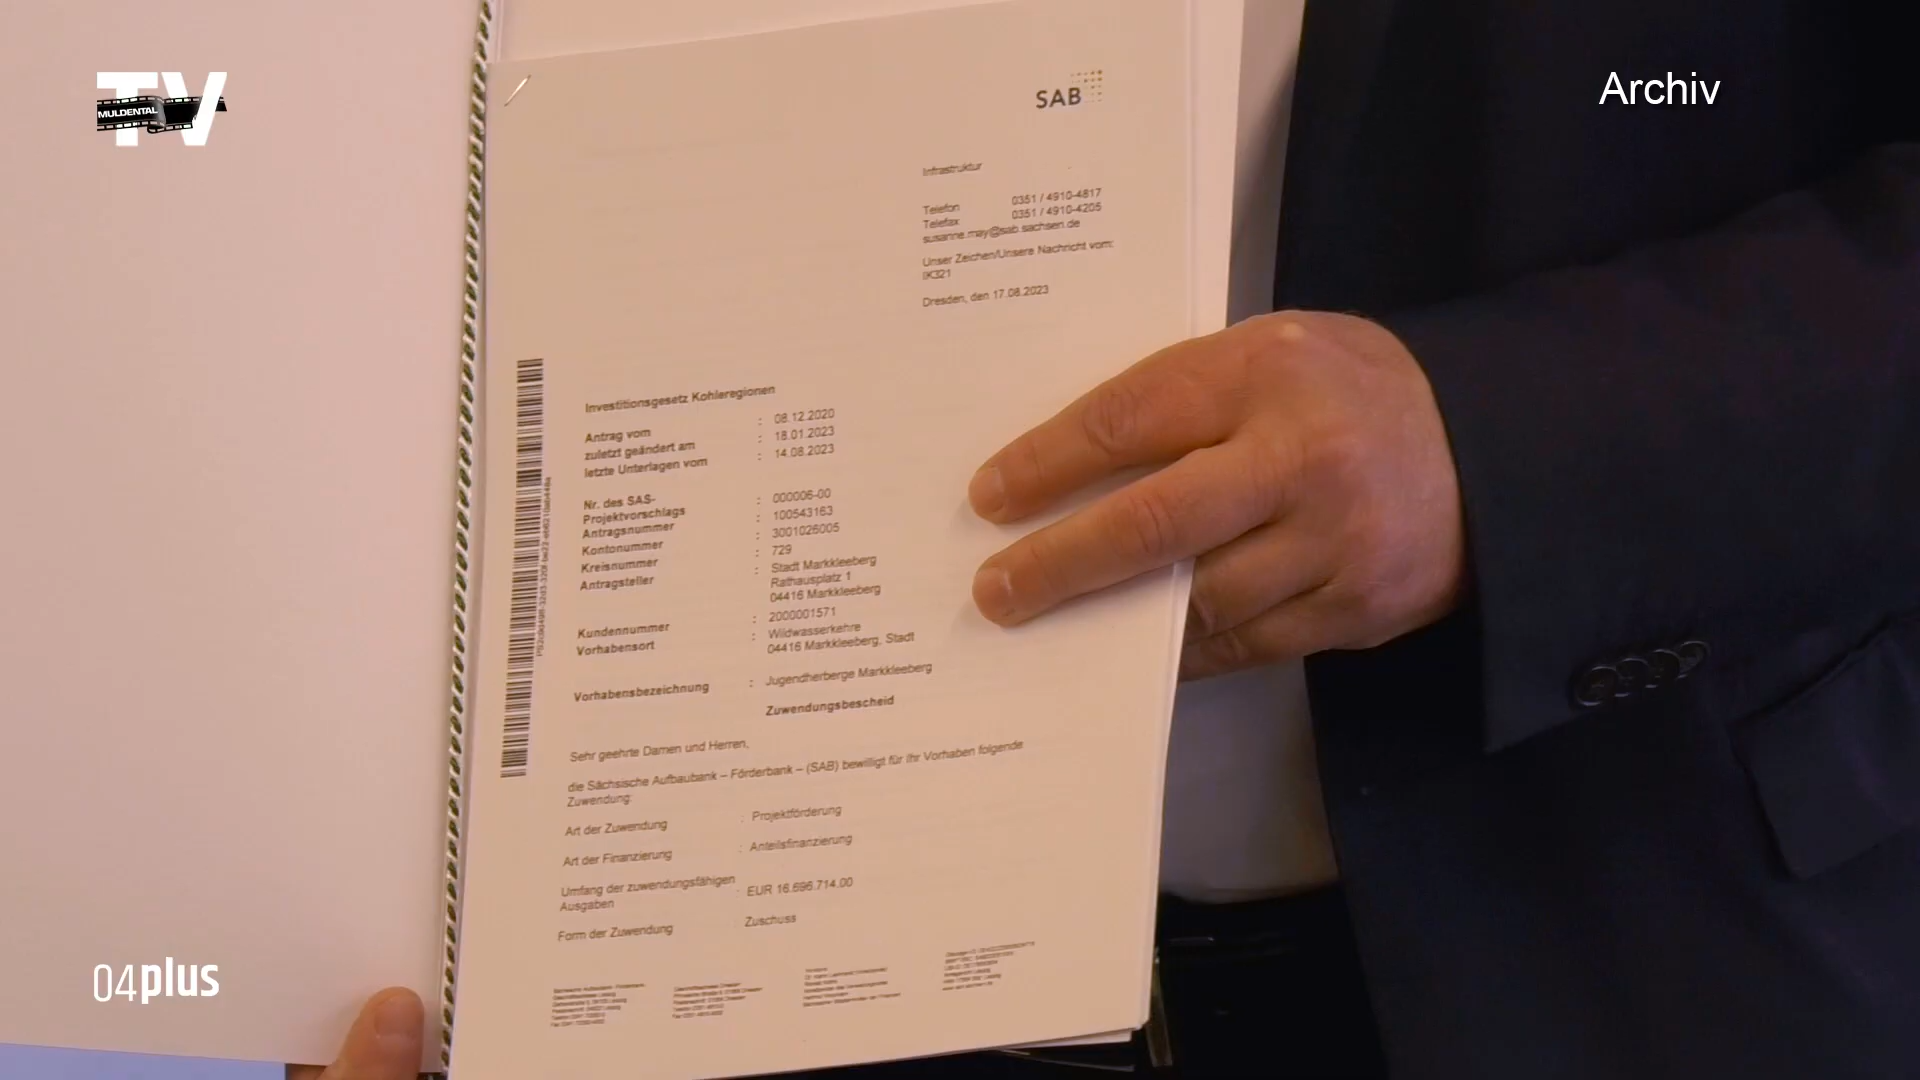 TV
MULDENTAL
Archiv
SAB
Infrastruktur
Telefon 0351 / 4910-4817
Telefax 0351 / 4910-4205
susanne.may@sab.sachsen.de
Unser Zeichen/Unsere Nachricht vom:
IK321
Dresden, den 17.08.2023
Investitionsgesetz Kohleregionen
Antrag vom : 08.12.2020
zuletzt geändert am : 18.01.2023
letzte Unterlagen vom : 14.08.2023
Nr. des SAS- : 000006-00
Projektvorschlags : 100543163
Antragsnummer : 3001026005
Kontonummer : 729
Kreisnummer : Stadt Markkleeberg
Antragsteller Rathausplatz 1
04416 Markkleeberg
Kundennummer : 2000001571
Vorhabensort : Wildwasserkehre
04416 Markkleeberg, Stadt
Vorhabensbezeichnung : Jugendherberge Markkleeberg
Zuwendungsbescheid
Sehr geehrte Damen und Herren,
die Sächsische Aufbaubank – Förderbank – (SAB) bewilligt für Ihr Vorhaben folgende
Zuwendung:
Art der Zuwendung : Projektförderung
Art der Finanzierung : Anteilsfinanzierung
Umfang der zuwendungsfähigen : EUR 16.696.714,00
Ausgaben
Form der Zuwendung : Zuschuss
04plus